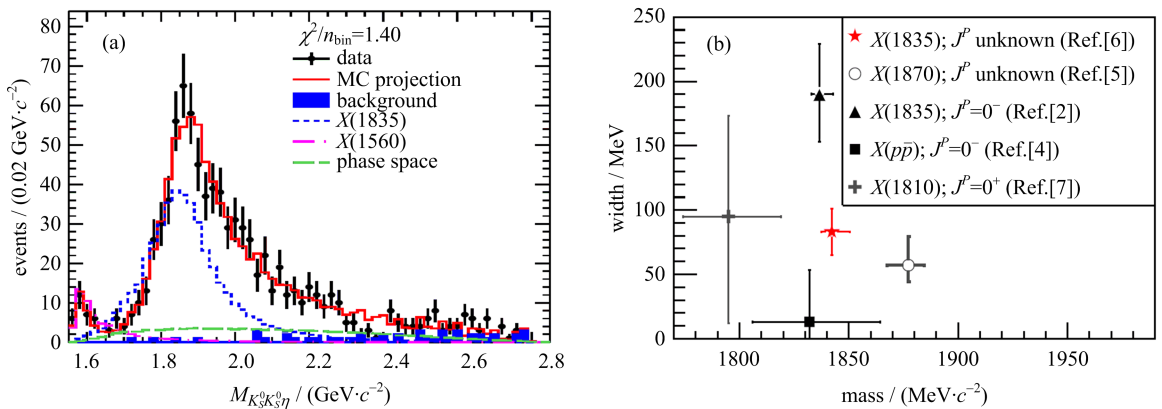 (a)
χ²/n_bin=1.40
data
MC projection
background
X(1835)
X(1560)
phase space
80
70
60
50
40
30
20
10
0
events / (0.02 GeV·c⁻²)
1.6 1.8 2.0 2.2 2.4 2.6 2.8
M_{K_S^0K_S^0η} / (GeV·c⁻²)
(b)
X(1835); J^P unknown (Ref.[6])
X(1870); J^P unknown (Ref.[5])
X(1835); J^P=0⁻ (Ref.[2])
X(pp̄); J^P=0⁻ (Ref.[4])
X(1810); J^P=0⁺ (Ref.[7])
250
200
150
100
50
0
width / MeV
1800 1850 1900 1950
mass / (MeV·c⁻²)